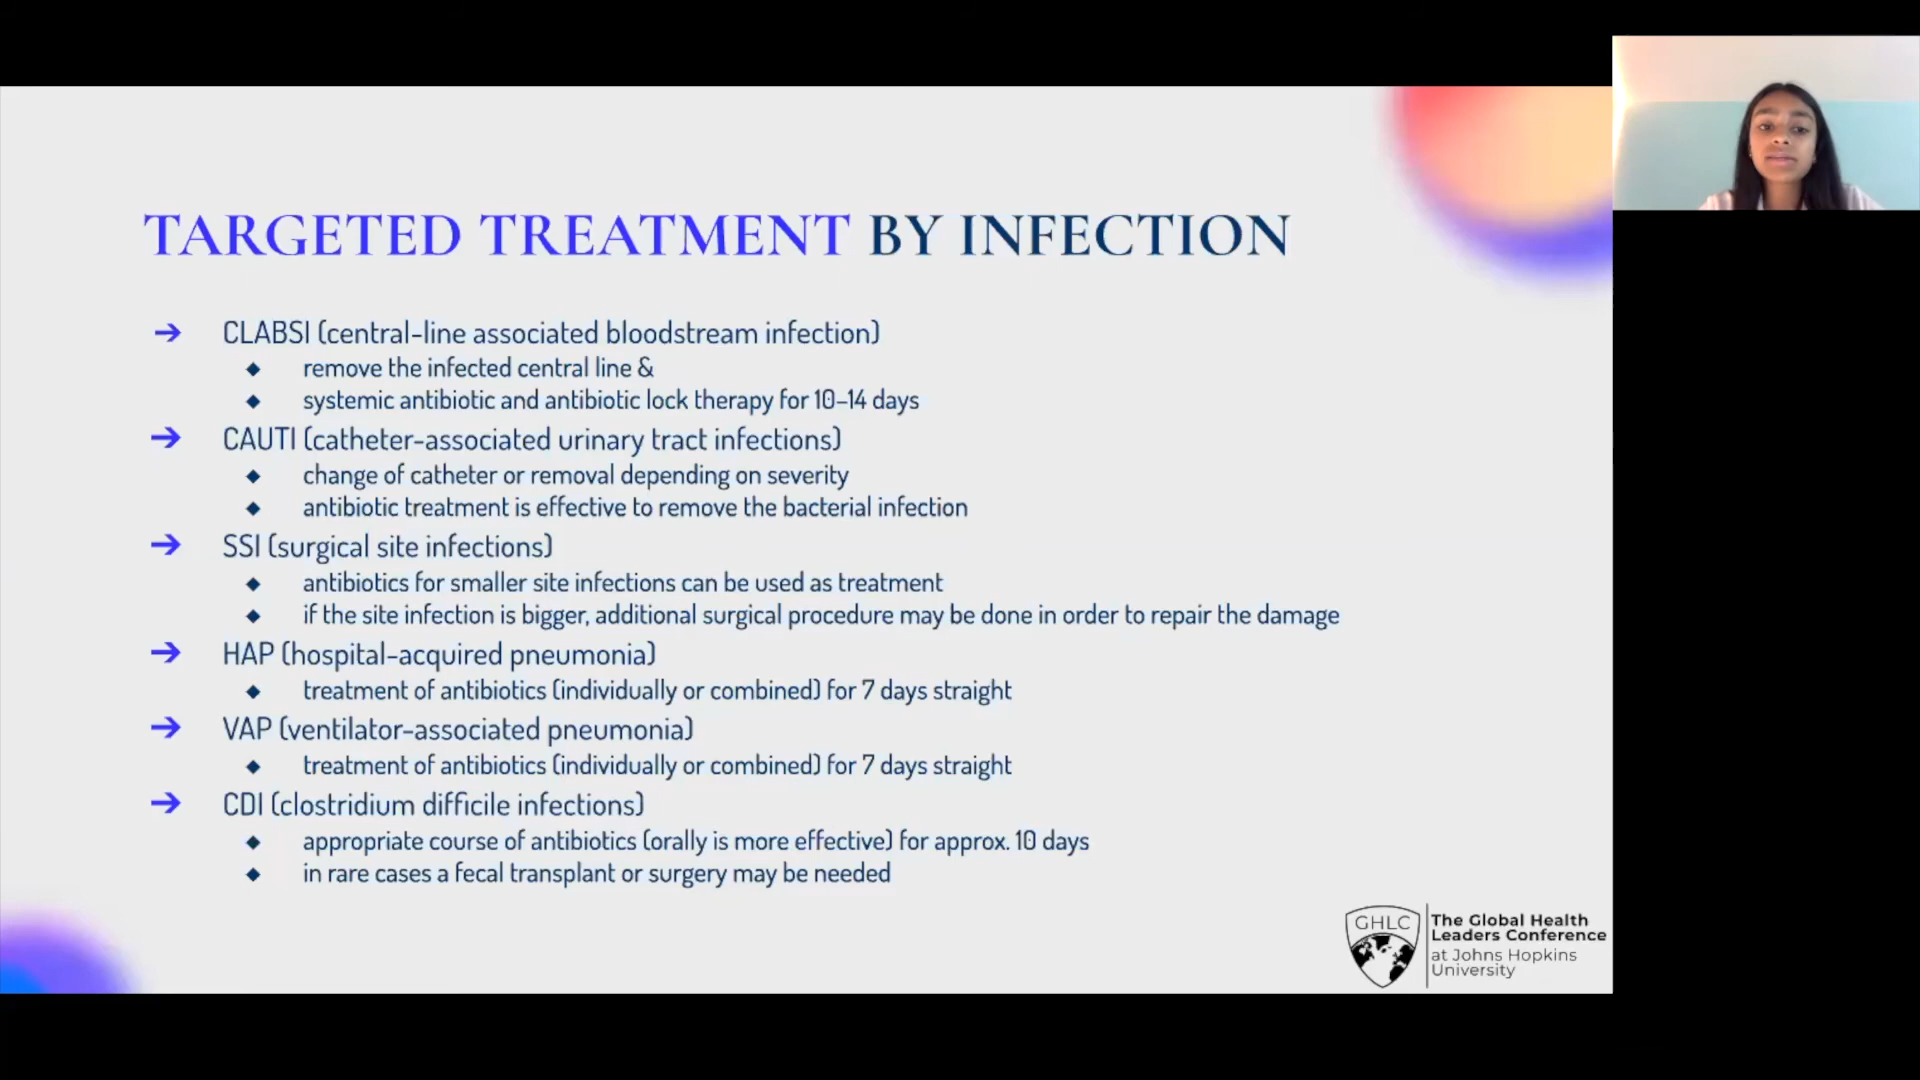 TARGETED TREATMENT BY INFECTION
➔ CLABSI (central-line associated bloodstream infection)
◆ remove the infected central line &
◆ systemic antibiotic and antibiotic lock therapy for 10–14 days
➔ CAUTI (catheter-associated urinary tract infections)
◆ change of catheter or removal depending on severity
◆ antibiotic treatment is effective to remove the bacterial infection
➔ SSI (surgical site infections)
◆ antibiotics for smaller site infections can be used as treatment
◆ if the site infection is bigger, additional surgical procedure may be done in order to repair the damage
➔ HAP (hospital-acquired pneumonia)
◆ treatment of antibiotics (individually or combined) for 7 days straight
➔ VAP (ventilator-associated pneumonia)
◆ treatment of antibiotics (individually or combined) for 7 days straight
➔ CDI (clostridium difficile infections)
◆ appropriate course of antibiotics (orally is more effective) for approx. 10 days
◆ in rare cases a fecal transplant or surgery may be needed
GHLC
The Global Health
Leaders Conference
at Johns Hopkins
University